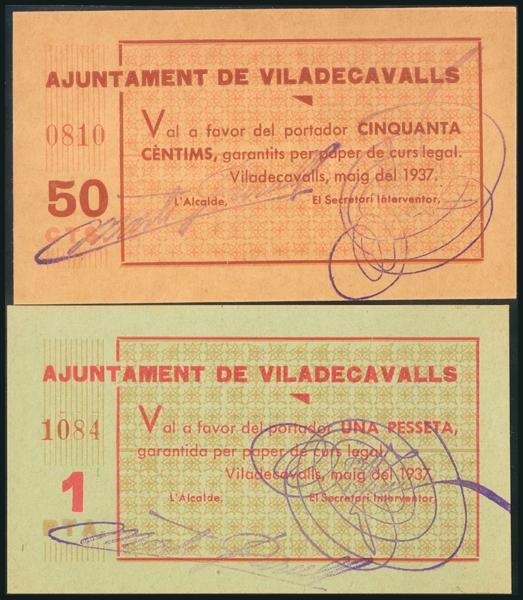 AJUNTAMENT DE VILADECAVALLS
0810
Val a favor del portador CINQUANTA
CÈNTIMS, garantits per paper de curs legal.
Viladecavalls, maig del 1937.
50
CTS
L'Alcalde, El Secretari Interventor,
AJUNTAMENT DE VILADECAVALLS
1084
Val a favor del portador UNA PESSETA,
garantida per paper de curs legal.
Viladecavalls, maig del 1937
1
PTA
L'Alcalde, El Secretari Interventor,